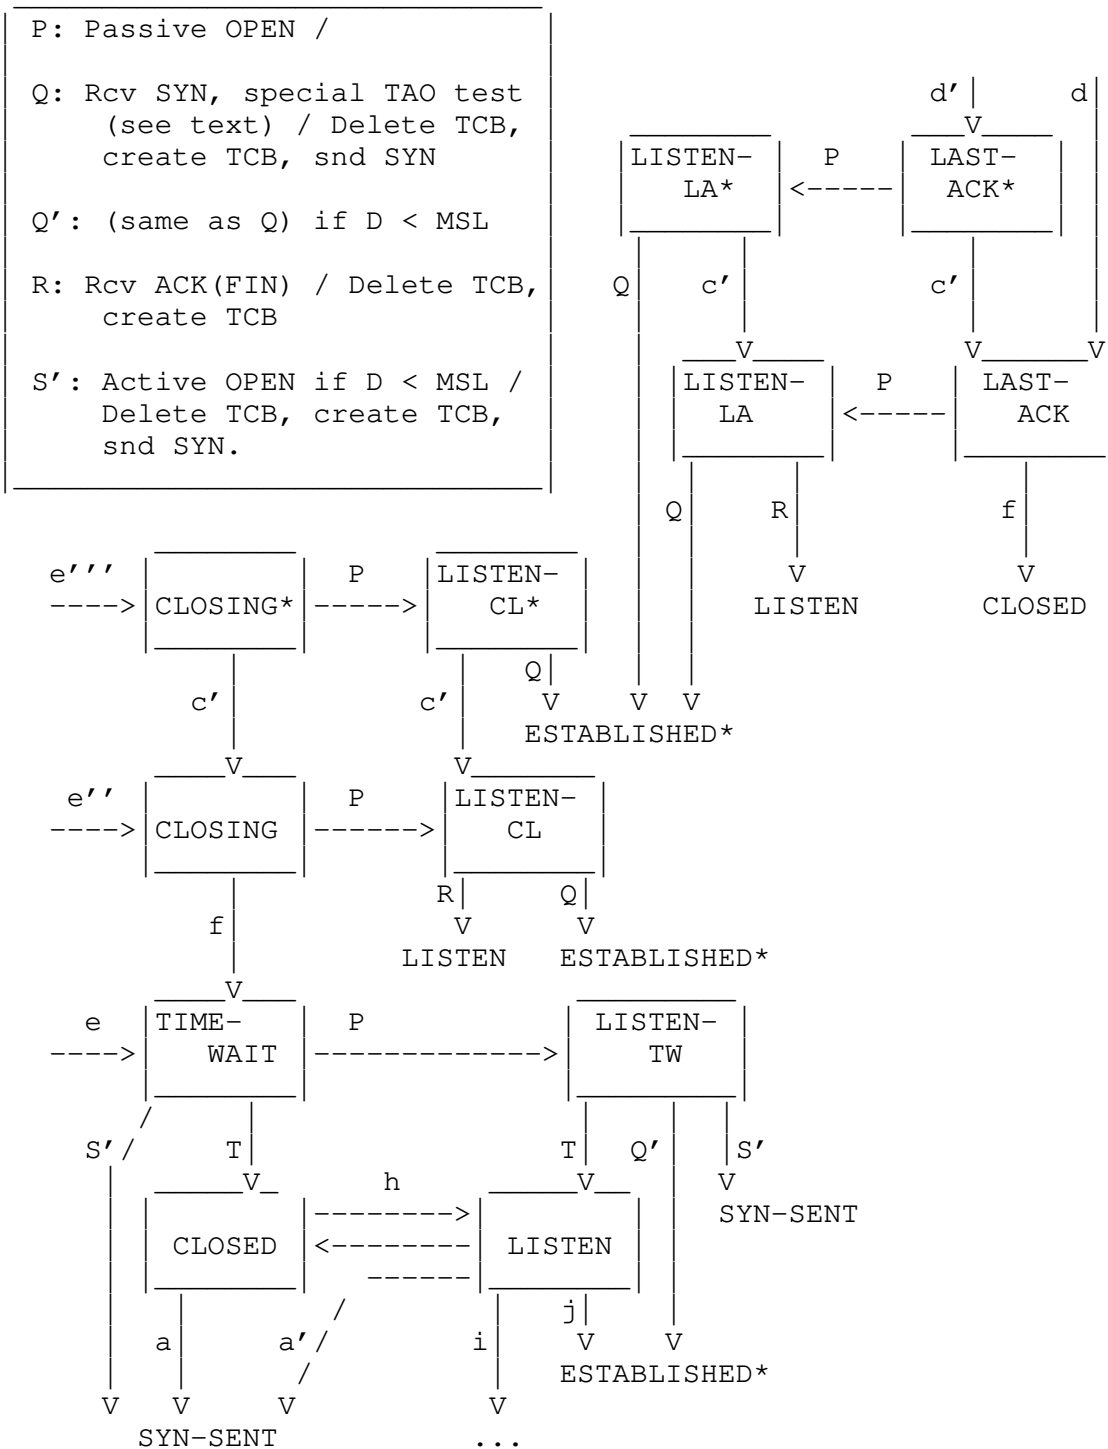 P: Passive OPEN /
Q: Rcv SYN, special TAO test
(see text) / Delete TCB,
create TCB, snd SYN
Q': (same as Q) if D < MSL
R: Rcv ACK(FIN) / Delete TCB,
create TCB
S': Active OPEN if D < MSL /
Delete TCB, create TCB,
snd SYN.
d' d
V
LISTEN- P LAST-
LA* <----- ACK*
Q c' c'
V V V
LISTEN- P LAST-
LA <----- ACK
Q R f
V V
LISTEN CLOSED
e''' P LISTEN-
----> CLOSING* -----> CL*
c' c' Q
V V V
ESTABLISHED*
V V
e'' P LISTEN-
----> CLOSING ------> CL
f R Q
V V
LISTEN ESTABLISHED*
V
e TIME- P LISTEN-
----> WAIT -------------> TW
S' T T Q' S'
V h V V
--------> SYN-SENT
CLOSED <-------- LISTEN
------
a a' i j
V V
ESTABLISHED*
V V V V
SYN-SENT ...